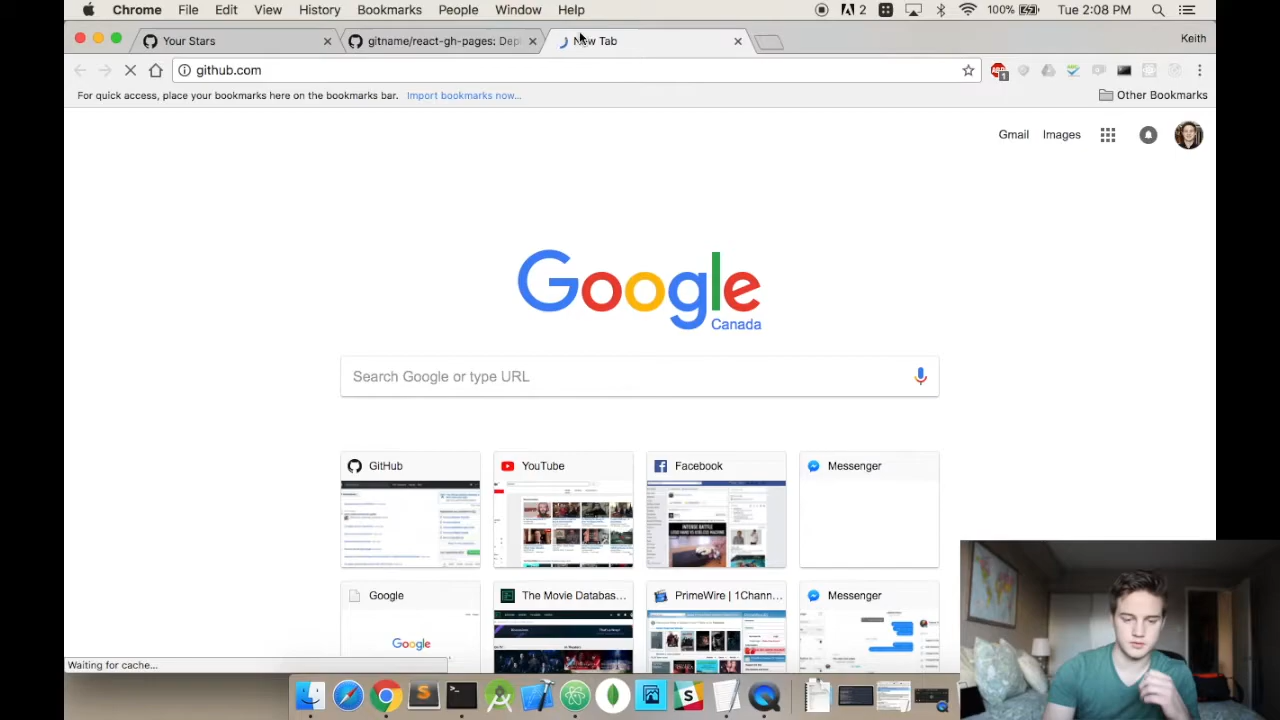 Chrome File Edit View History Bookmarks People Window Help 2 100% Tue 2:08 PM
Your Stars gitname/react-gh-pages: Depl New Tab Keith
github.com
For quick access, place your bookmarks here on the bookmarks bar. Import bookmarks now... Other Bookmarks
Gmail Images
Google
Canada
Search Google or type URL
GitHub YouTube Facebook Messenger
Google The Movie Databas... PrimeWire | 1Chann... Messenger
Google
Waiting for cache...